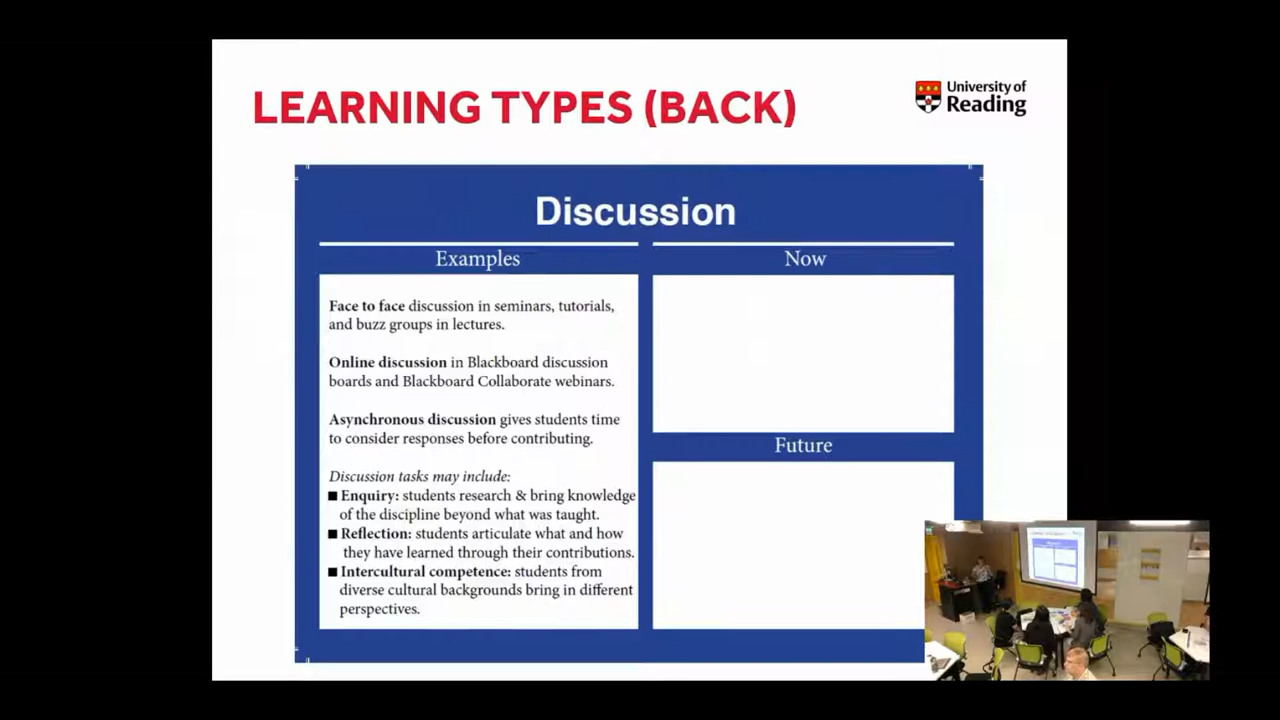 LEARNING TYPES (BACK)
University of
Reading
Discussion
Examples
Face to face discussion in seminars, tutorials,
and buzz groups in lectures.
Online discussion in Blackboard discussion
boards and Blackboard Collaborate webinars.
Asynchronous discussion gives students time
to consider responses before contributing.
Discussion tasks may include:
■ Enquiry: students research & bring knowledge
of the discipline beyond what was taught.
■ Reflection: students articulate what and how
they have learned through their contributions.
■ Intercultural competence: students from
diverse cultural backgrounds bring in different
perspectives.
Now
Future